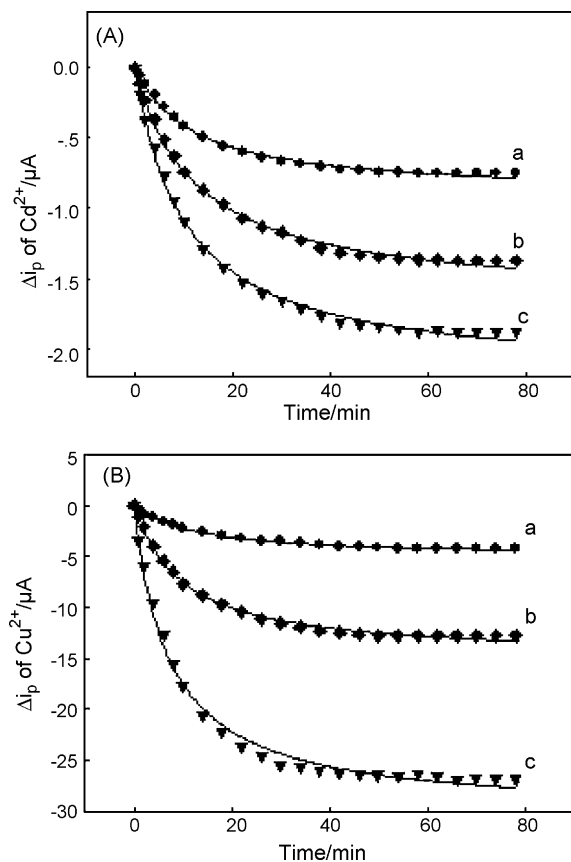 (A)
0.0
-.5
-1.0
-1.5
-2.0
Δiₚ of Cd²⁺/μA
a
b
c
0 20 40 60 80
Time/min
(B)
5
0
-5
-10
-15
-20
-25
-30
Δiₚ of Cu²⁺/μA
a
b
c
0 20 40 60 80
Time/min